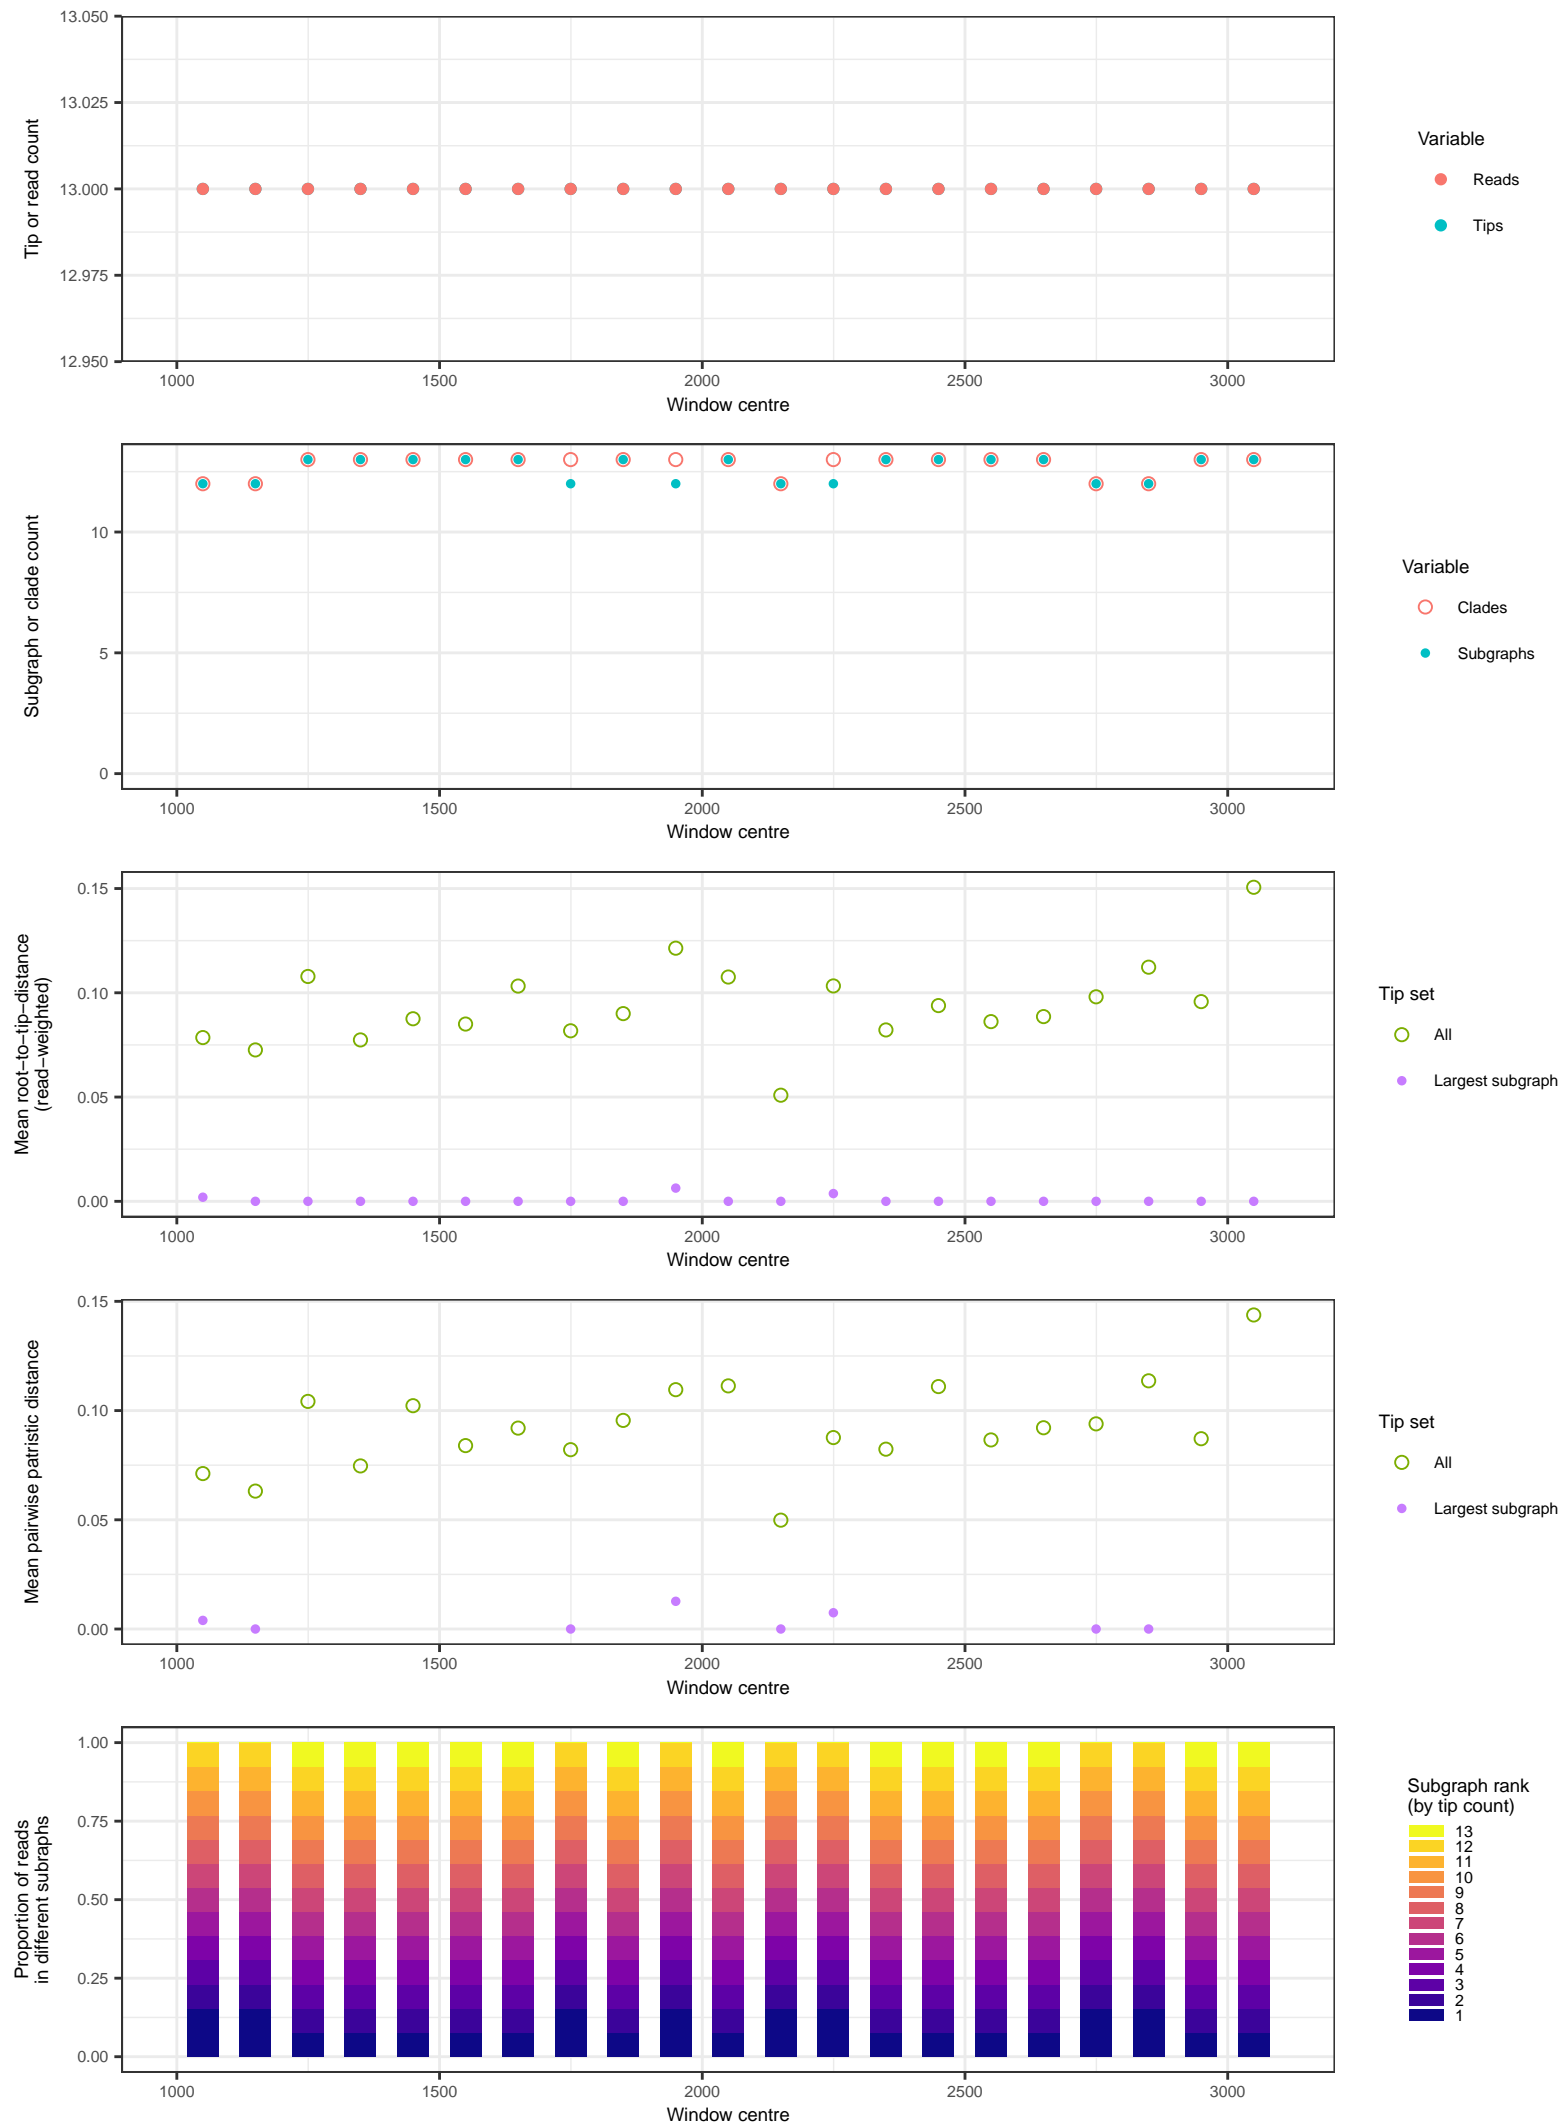 13.050
13.025
13.000
12.975
12.950
Tip or read count
1000 1500 2000 2500 3000
Window centre
Variable
Reads
Tips
10
5
0
Subgraph or clade count
1000 1500 2000 2500 3000
Window centre
Variable
Clades
Subgraphs
0.15
0.10
0.05
0.00
Mean root−to−tip−distance
(read−weighted)
1000 1500 2000 2500 3000
Window centre
Tip set
All
Largest subgraph
0.15
0.10
0.05
0.00
Mean pairwise patristic distance
1000 1500 2000 2500 3000
Window centre
Tip set
All
Largest subgraph
1.00
0.75
0.50
0.25
0.00
Proportion of reads
in different subraphs
1000 1500 2000 2500 3000
Window centre
Subgraph rank
(by tip count)
13
12
11
10
9
8
7
6
5
4
3
2
1